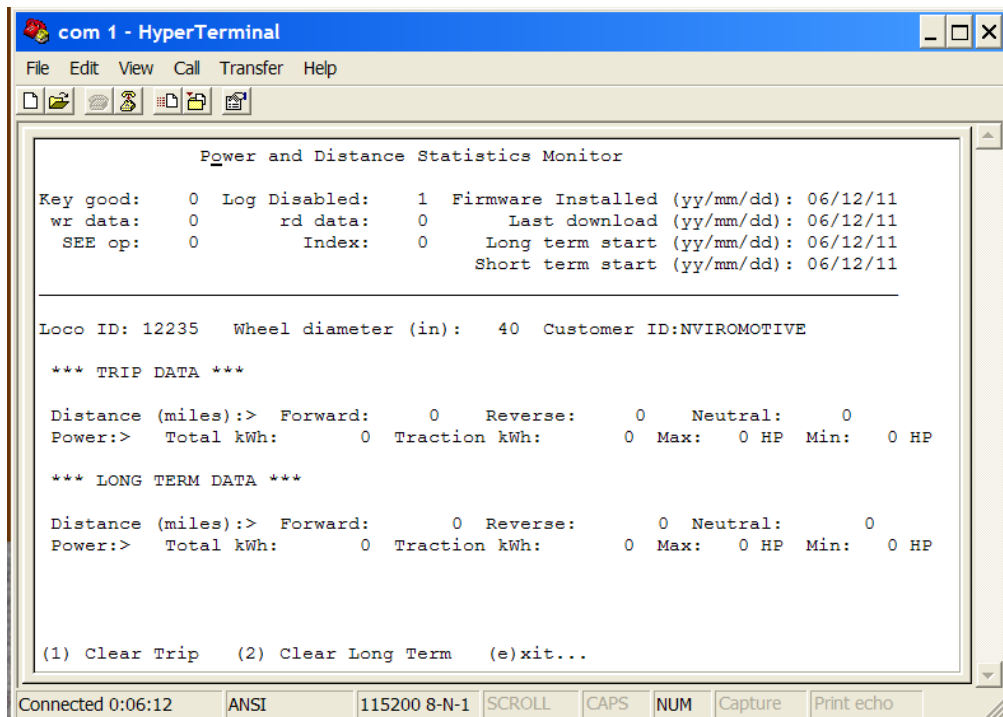 com 1 - HyperTerminal
File Edit View Call Transfer Help
Power and Distance Statistics Monitor
Key good: 0 Log Disabled: 1 Firmware Installed (yy/mm/dd): 06/12/11
wr data: 0 rd data: 0 Last download (yy/mm/dd): 06/12/11
SEE op: 0 Index: 0 Long term start (yy/mm/dd): 06/12/11
Short term start (yy/mm/dd): 06/12/11
Loco ID: 12235 Wheel diameter (in): 40 Customer ID:NVIROMOTIVE
*** TRIP DATA ***
Distance (miles):> Forward: 0 Reverse: 0 Neutral: 0
Power:> Total kWh: 0 Traction kWh: 0 Max: 0 HP Min: 0 HP
*** LONG TERM DATA ***
Distance (miles):> Forward: 0 Reverse: 0 Neutral: 0
Power:> Total kWh: 0 Traction kWh: 0 Max: 0 HP Min: 0 HP
(1) Clear Trip (2) Clear Long Term (e)xit...
Connected 0:06:12 ANSI 115200 8-N-1 SCROLL CAPS NUM Capture Print echo